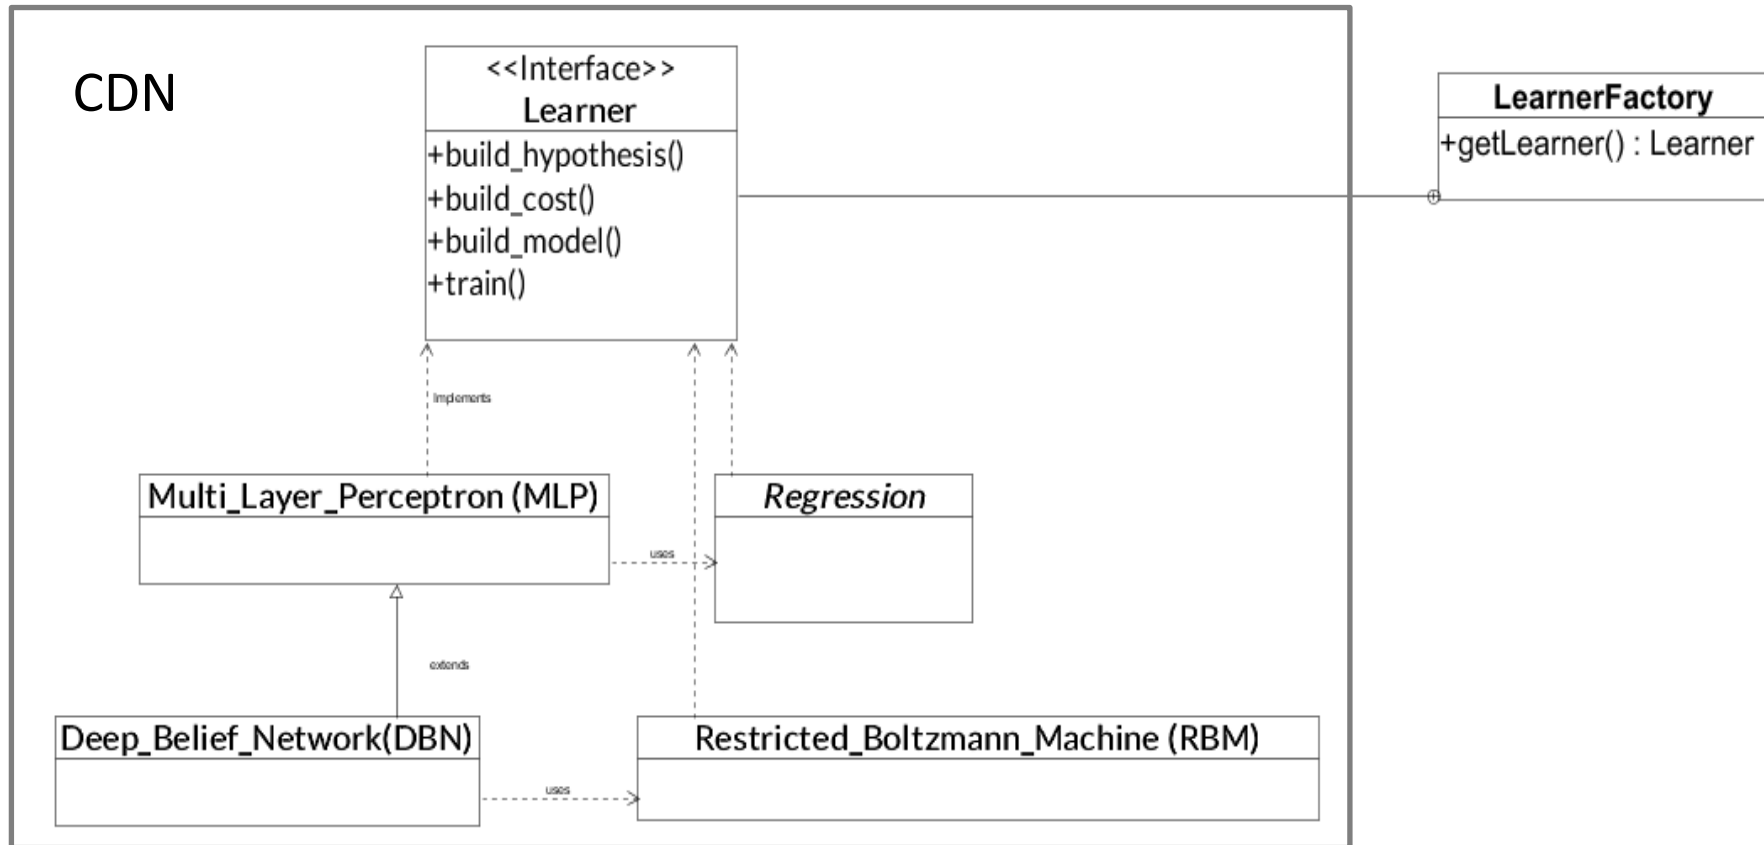 CDN
<<Interface>>
Learner
+build_hypothesis()
+build_cost()
+build_model()
+train()
LearnerFactory
+getLearner() : Learner
Implements
Multi_Layer_Perceptron (MLP)
Regression
uses
extends
Deep_Belief_Network(DBN)
Restricted_Boltzmann_Machine (RBM)
uses